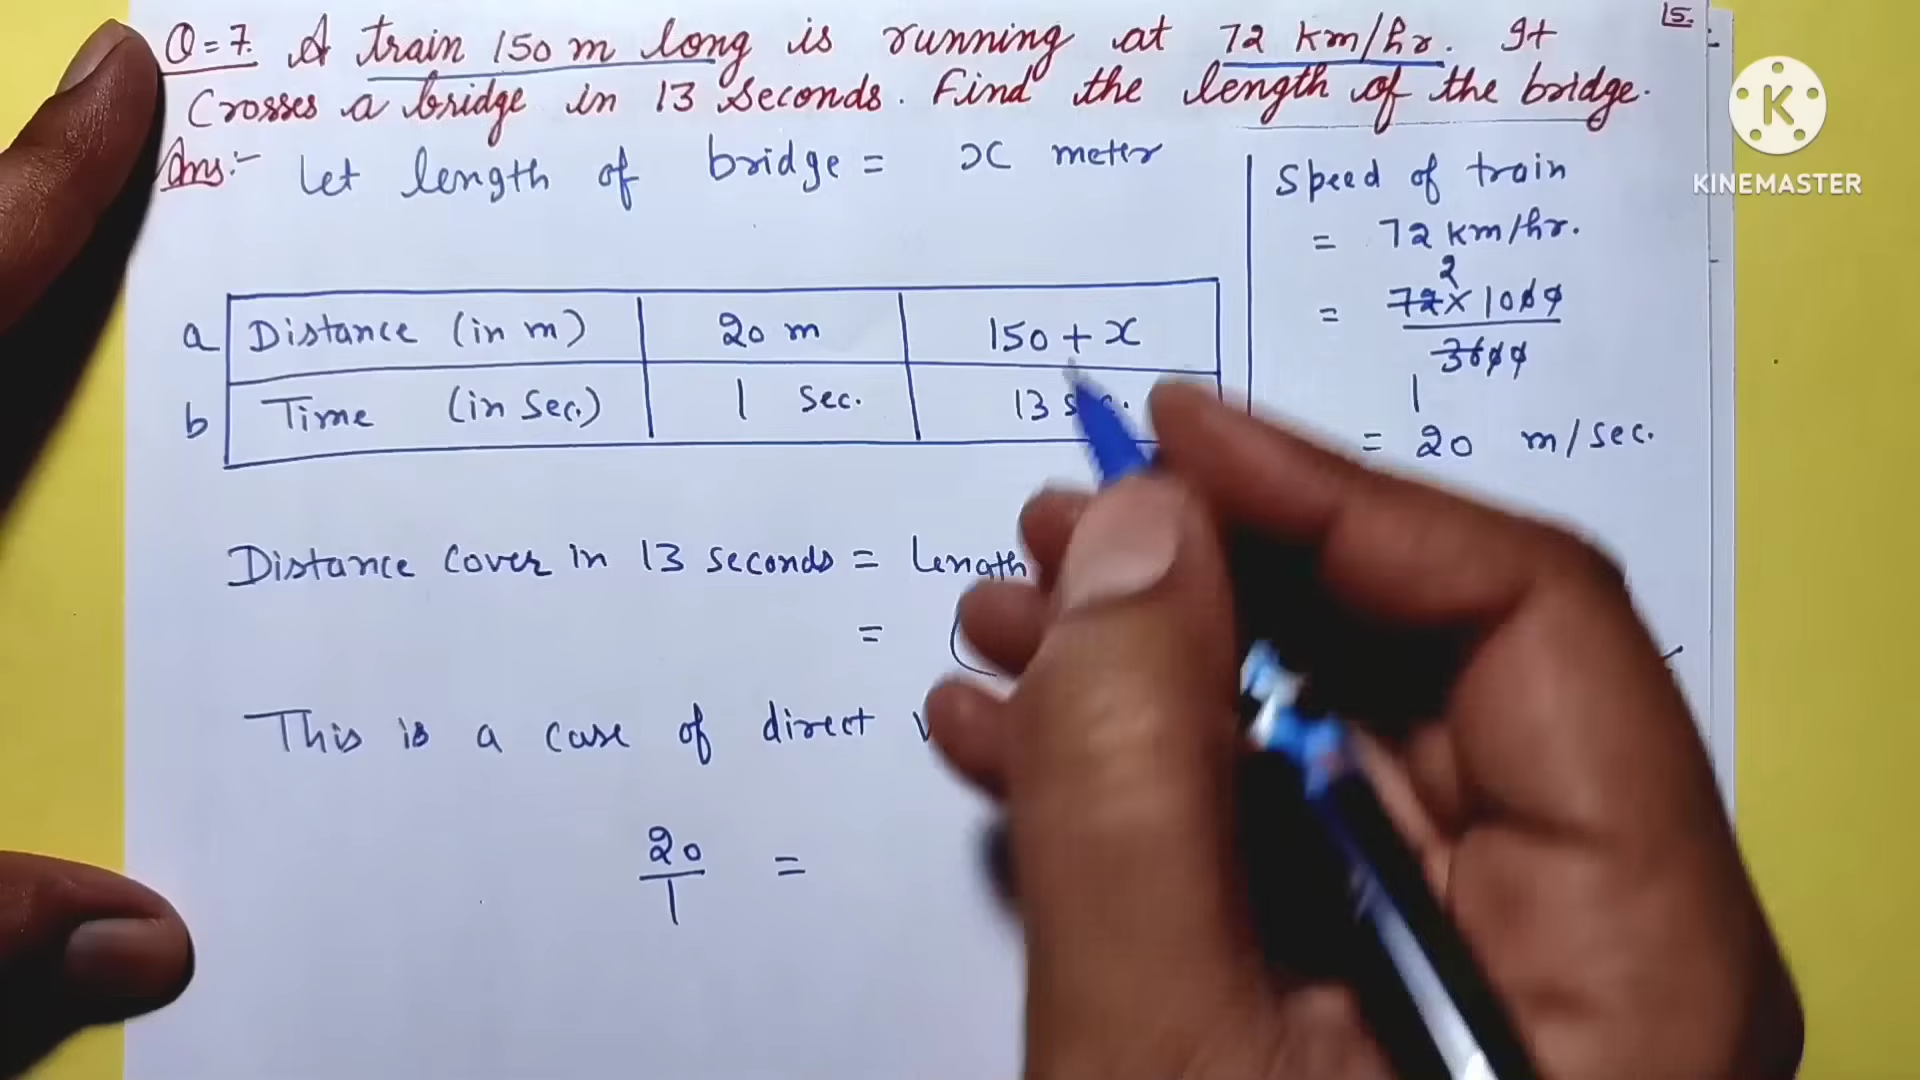 15.
Q=7. A train 150 m long is running at 72 km/hr. It
Crosses a bridge in 13 seconds. Find the length of the bridge.
Ans:- Let length of bridge = x meter
Speed of train
= 72 km/hr.
2
= 72 x 1000
3600
1
= 20 m/sec.
a Distance (in m) 20 m 150 + x
b Time (in Sec.) 1 Sec. 13 sec.
Distance cover in 13 seconds = length
= (
This is a case of direct
20 =
1
K
KINEMASTER